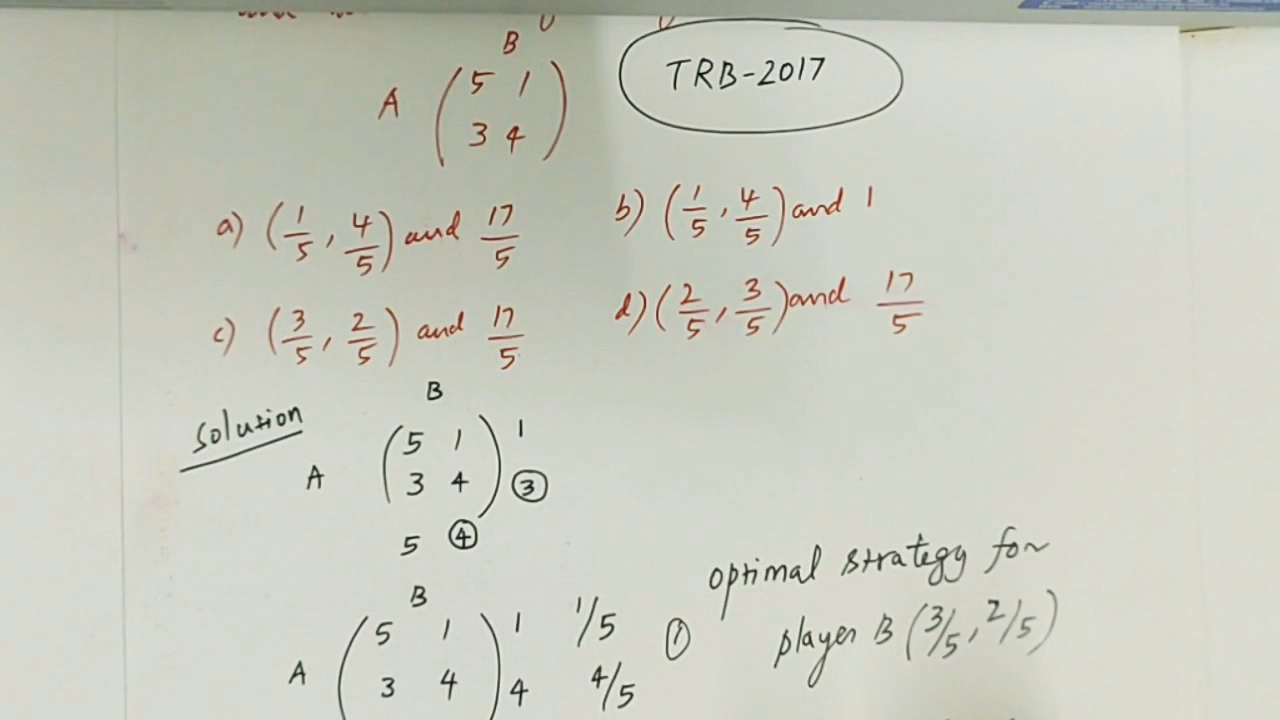 B
TRB-2017
A (5 1
3 4)
a) (1/5, 4/5) and 17/5
b) (1/5, 4/5) and 1
c) (3/5, 2/5) and 17/5
d) (2/5, 3/5) and 17/5
Solution
B
A (5 1) 1
3 4 ③
5 ④
B
A (5 1) 1 1/5
3 4 4 4/5
① optimal strategy for
player B (3/5, 2/5)